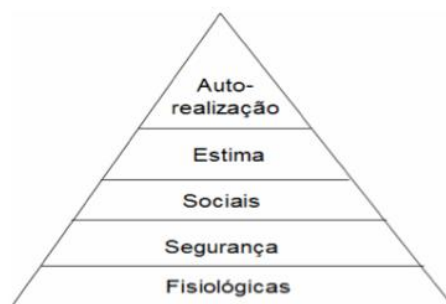 Auto-
realização
Estima
Sociais
Segurança
Fisiológicas